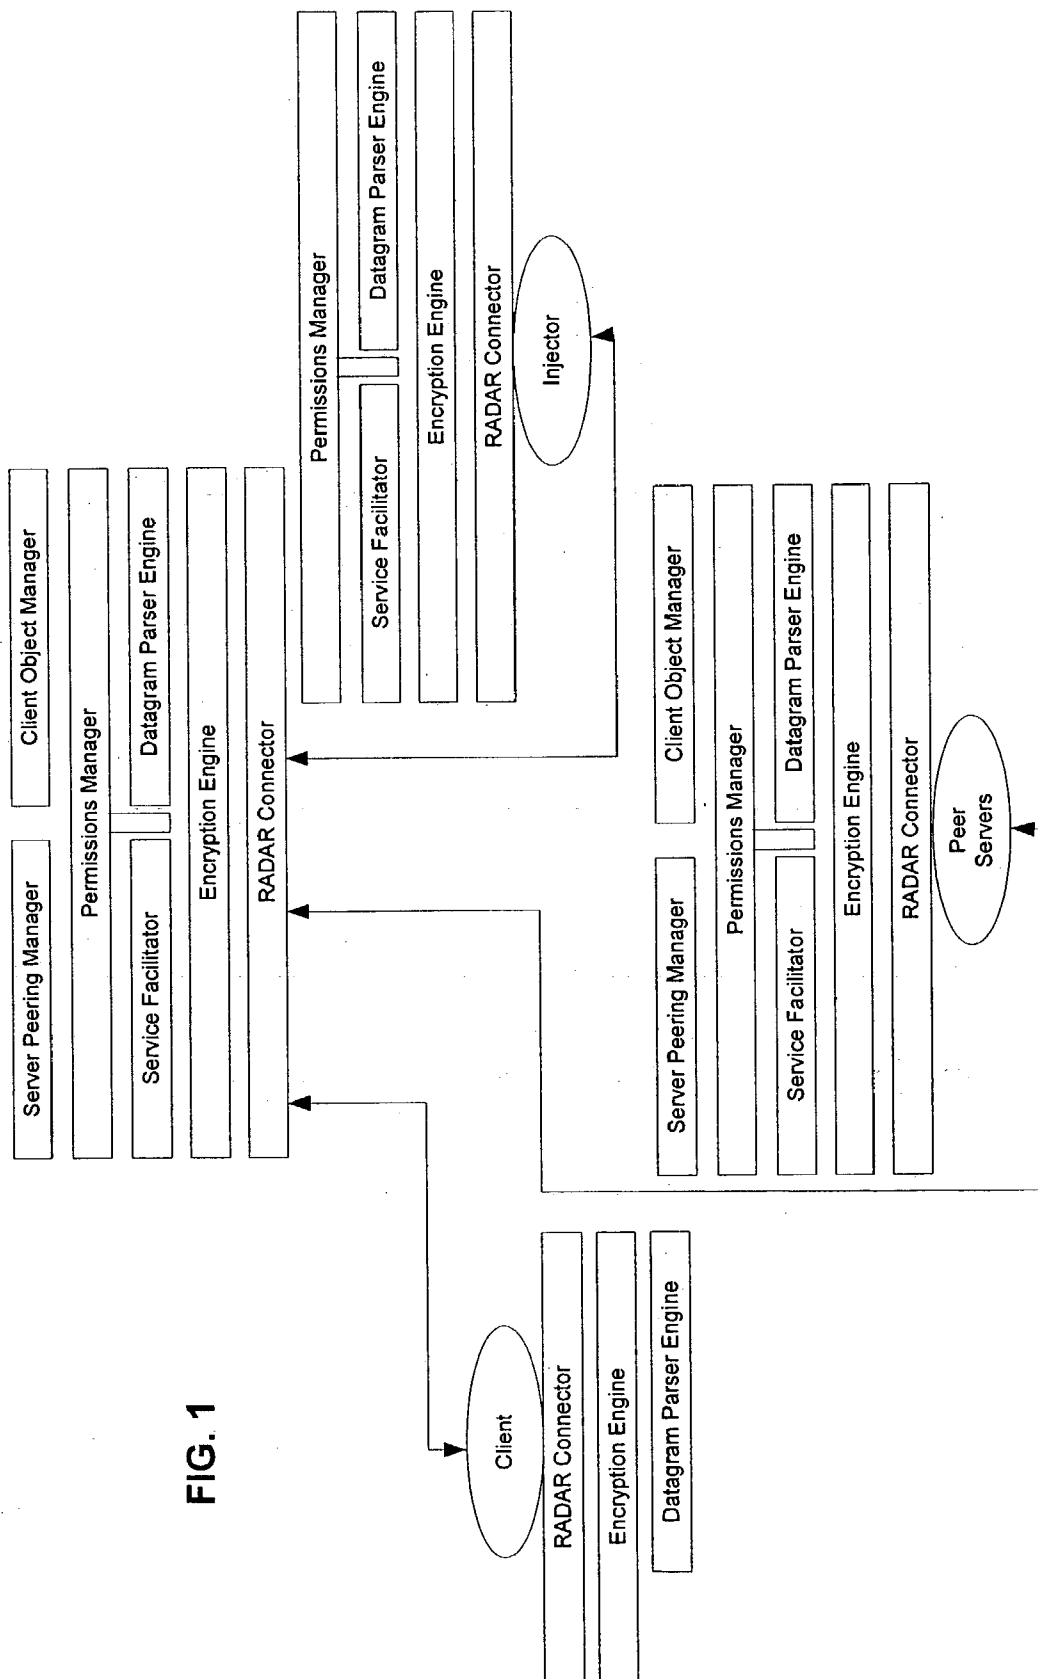 FIG. 1
Server Peering Manager
Client Object Manager
Permissions Manager
Service Facilitator
Datagram Parser Engine
Encryption Engine
RADAR Connector
Permissions Manager
Service Facilitator
Datagram Parser Engine
Encryption Engine
RADAR Connector
Injector
Client
RADAR Connector
Encryption Engine
Datagram Parser Engine
Server Peering Manager
Client Object Manager
Permissions Manager
Service Facilitator
Datagram Parser Engine
Encryption Engine
RADAR Connector
Peer
Servers